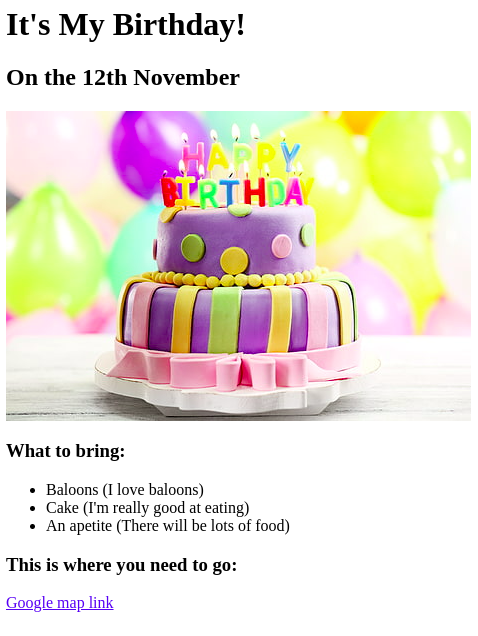 It's My Birthday!
On the 12th November
HAPPY
BIRTHDAY
What to bring:
Baloons (I love baloons)
Cake (I'm really good at eating)
An apetite (There will be lots of food)
This is where you need to go:
Google map link